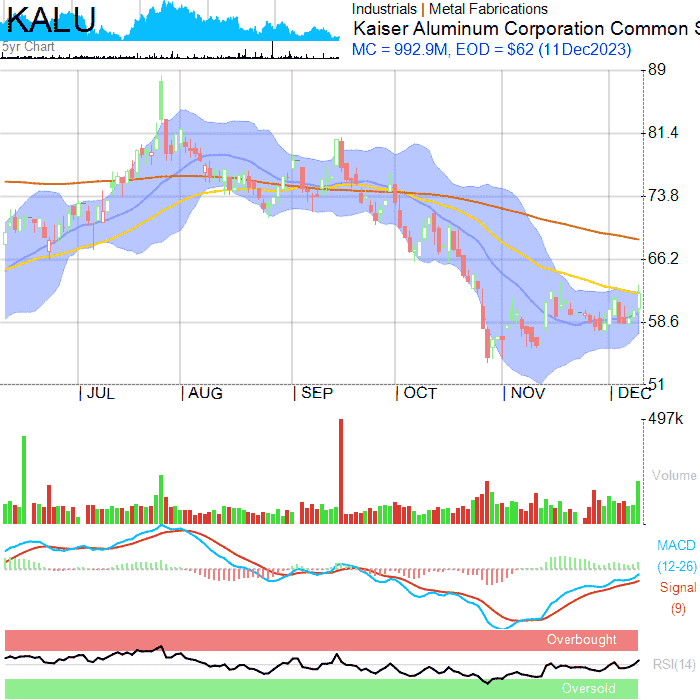 KALU
5yr Chart
Industrials | Metal Fabrications
Kaiser Aluminum Corporation Common S
MC = 992.9M, EOD = $62 (11Dec2023)
89
81.4
73.8
66.2
58.6
51
JUL
AUG
SEP
OCT
NOV
DEC
497k
Volume
MACD
(12-26)
Signal
(9)
Overbought
RSI(14)
Oversold